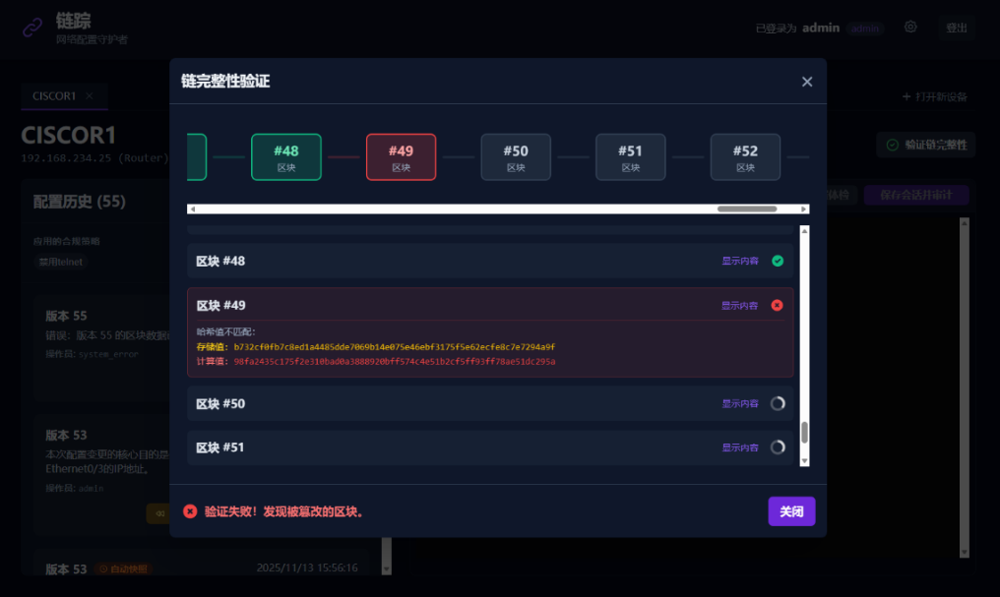 链踪
网络配置守护者
已登录为 admin admin
登出
CISCOR1 ×
+ 打开新设备
CISCOR1
192.168.234.25 (Router)
验证链完整性
配置历史 (55)
体检
保存会话并审计
应用的合规策略
禁用telnet
版本 55
错误: 版本 55 的区块数据
操作员: system_error
版本 53
本次配置变更的核心目的是
Ethernet0/3的IP地址。
操作员: admin
版本 53 自动快照 2025/11/13 15:56:16
链完整性验证
#48
区块
#49
区块
#50
区块
#51
区块
#52
区块
区块 #48 显示内容
区块 #49 显示内容
哈希值不匹配:
存储值: b732cf0fb7c8ed1a4485dde7069b14e075e46ebf3175f5e62ecfe8c7e7294a9f
计算值: 98fa2435c175f2e310bad0a3888920bff574c4e51b2cf5ff93ff78ae51dc295a
区块 #50 显示内容
区块 #51 显示内容
验证失败！发现被篡改的区块。
关闭